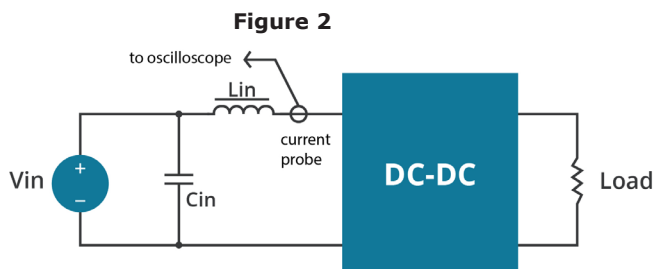 Figure 2
to oscilloscope
Lin
current
probe
Vin
+
−
Cin
DC-DC
Load